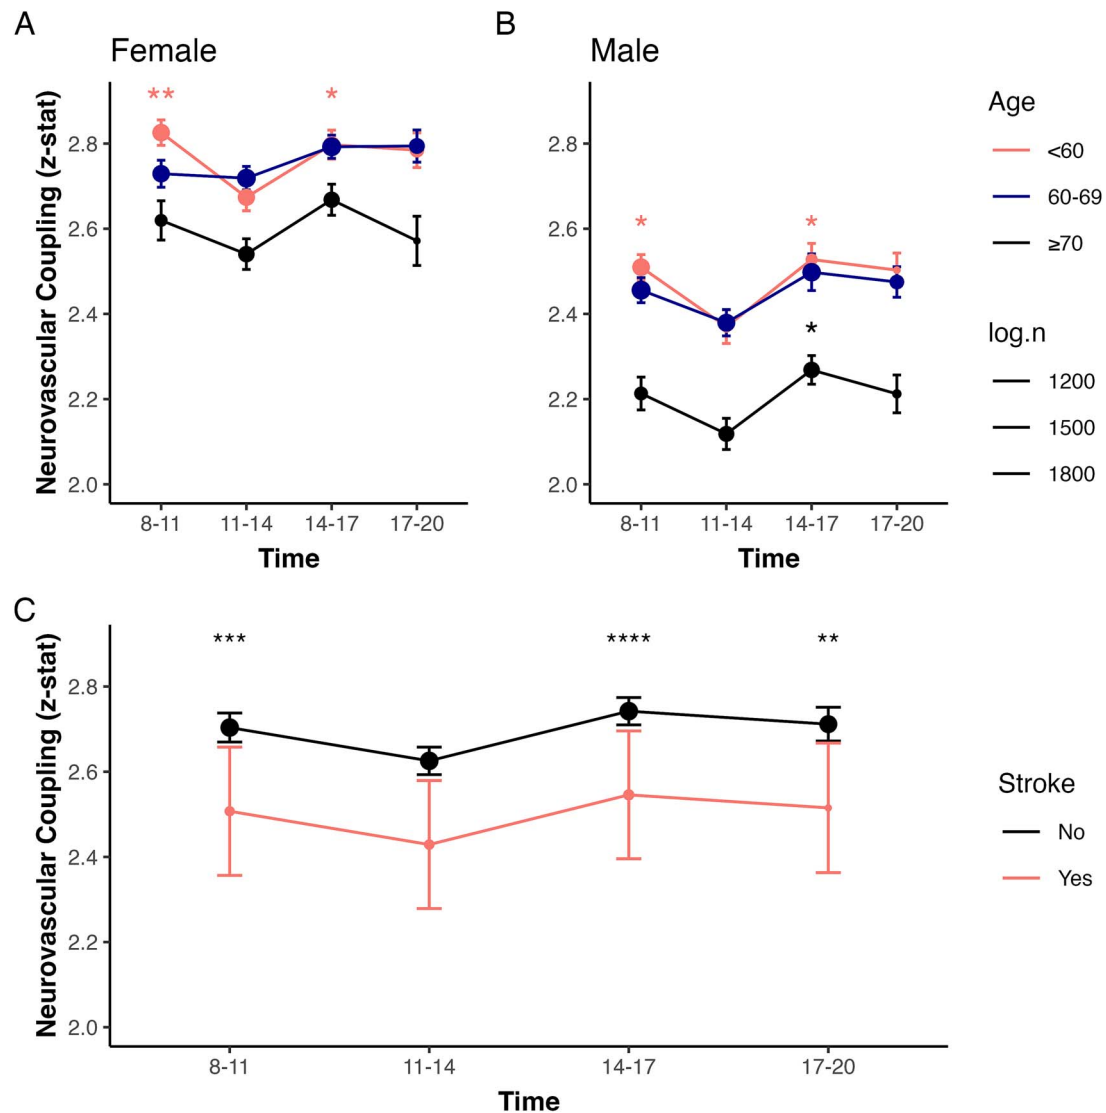 A
B
Female
Male
Neurovascular Coupling (z-stat)
** *
2.8
2.6
2.4
2.2
2.0
8-11 11-14 14-17 17-20
Time
Neurovascular Coupling (z-stat)
* *
*
2.8
2.6
2.4
2.2
2.0
8-11 11-14 14-17 17-20
Time
Age
<60
60-69
≥70
log.n
1200
1500
1800
C
Neurovascular Coupling (z-stat)
*** **** **
2.8
2.6
2.4
2.2
2.0
8-11 11-14 14-17 17-20
Time
Stroke
No
Yes